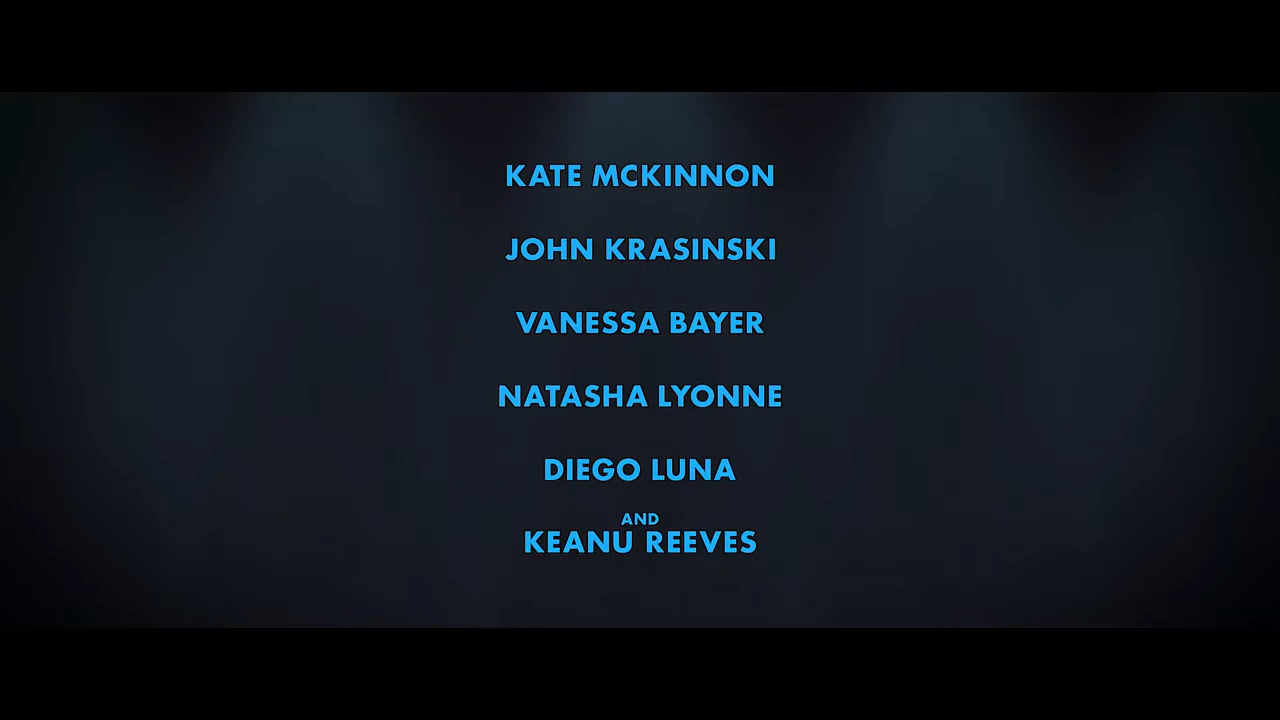 KATE MCKINNON
JOHN KRASINSKI
VANESSA BAYER
NATASHA LYONNE
DIEGO LUNA
AND
KEANU REEVES